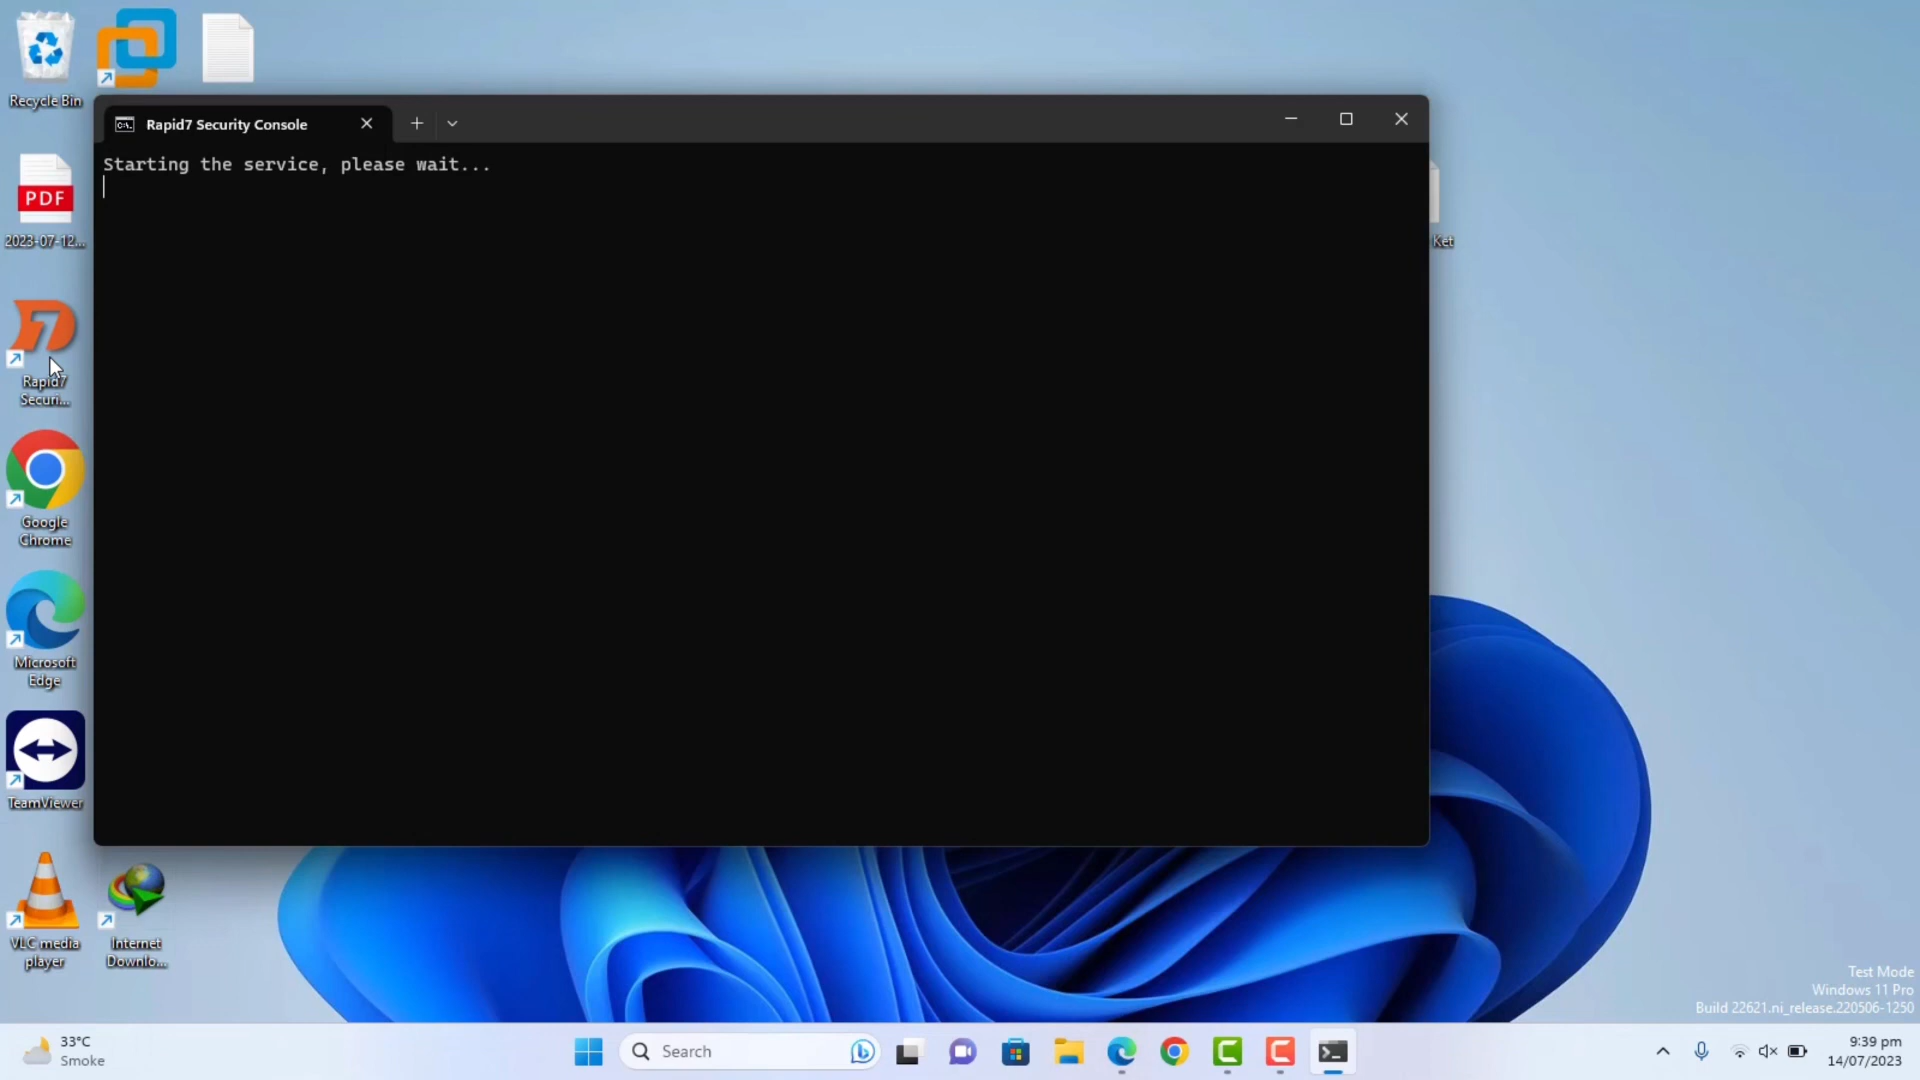 Recycle Bin
PDF
2023-07-12...
Rapid7
Securi...
Google
Chrome
Microsoft
Edge
TeamViewer
VLC media
player
Internet
Downlo...
Rapid7 Security Console
Starting the service, please wait...
Ket
Test Mode
Windows 11 Pro
Build 22621.ni_release.220506-1250
33°C
Smoke
Search
9:39 pm
14/07/2023